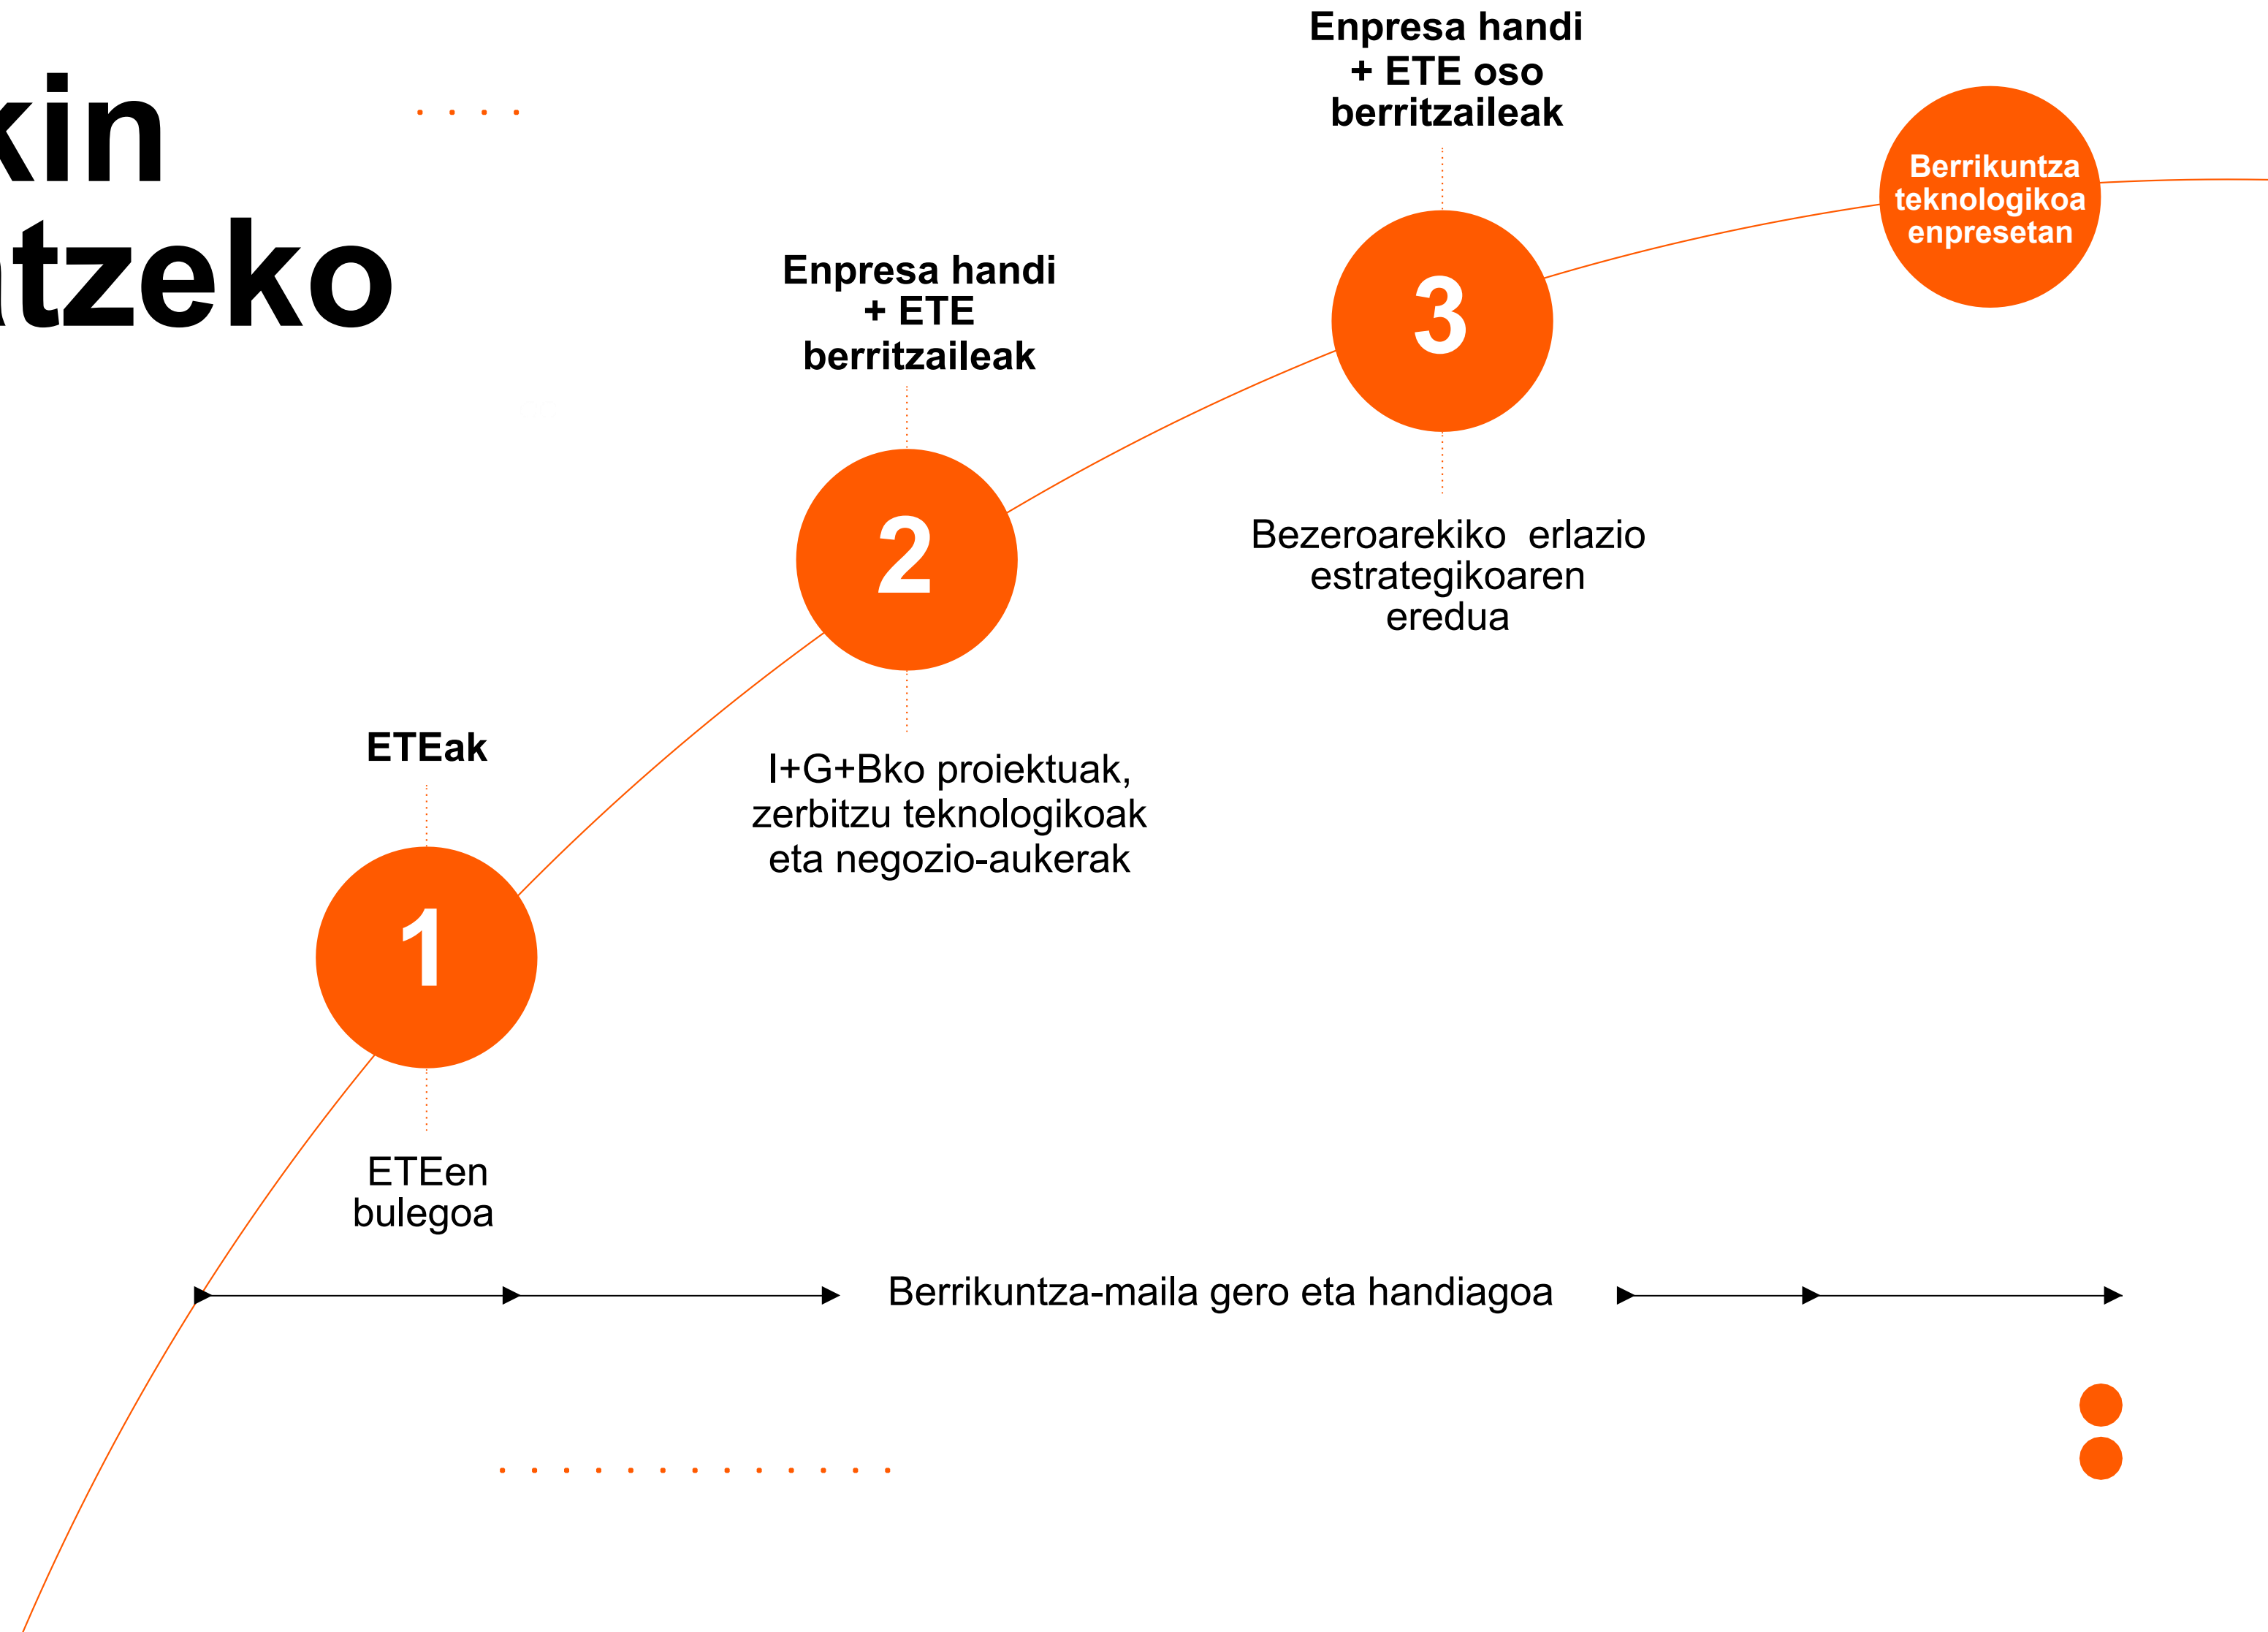 kin
tzeko
Enpresa handi
+ ETE oso
berritzaileak
Berrikuntza
teknologikoa
enpresetan
3
Enpresa handi
+ ETE
berritzaileak
2
Bezeroarekiko erlazio
estrategikoaren
eredua
ETEak
1
I+G+Bko proiektuak,
zerbitzu teknologikoak
eta negozio-aukerak
ETEen
bulegoa
Berrikuntza-maila gero eta handiagoa